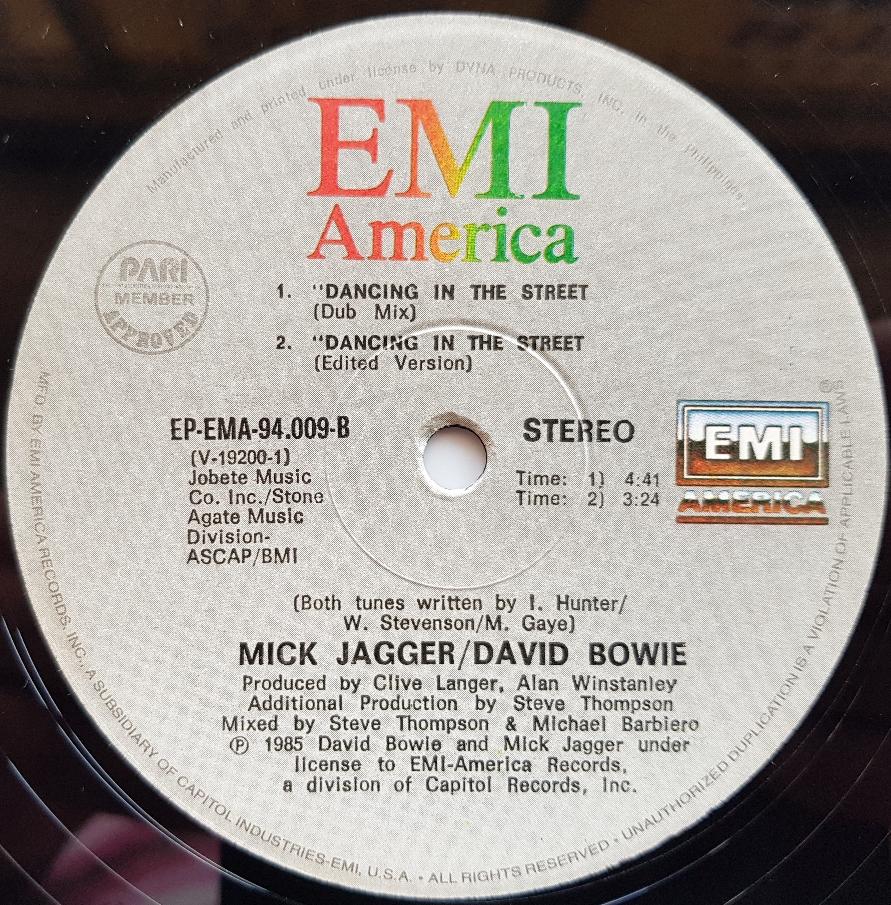 Manufactured and printed under license by DYNA PRODUCTS, INC. in the Philippines.
EMI
America
PARI
MEMBER
APPROVED
1. "DANCING IN THE STREET
(Dub Mix)
2. "DANCING IN THE STREET
(Edited Version)
EP-EMA-94.009-B
(V-19200-1)
Jobete Music
Co. Inc./Stone
Agate Music
Division-
ASCAP/BMI
STEREO
Time: 1) 4:41
Time: 2) 3:24
EMI
AMERICA
(Both tunes written by I. Hunter/
W. Stevenson/M. Gaye)
MICK JAGGER/DAVID BOWIE
Produced by Clive Langer, Alan Winstanley
Additional Production by Steve Thompson
Mixed by Steve Thompson & Michael Barbiero
℗ 1985 David Bowie and Mick Jagger under
license to EMI-America Records,
a division of Capitol Records, Inc.
MFD. BY EMI AMERICA RECORDS, INC., A SUBSIDIARY OF CAPITOL INDUSTRIES-EMI, U.S.A. • ALL RIGHTS RESERVED • UNAUTHORIZED DUPLICATION IS A VIOLATION OF APPLICABLE LAWS